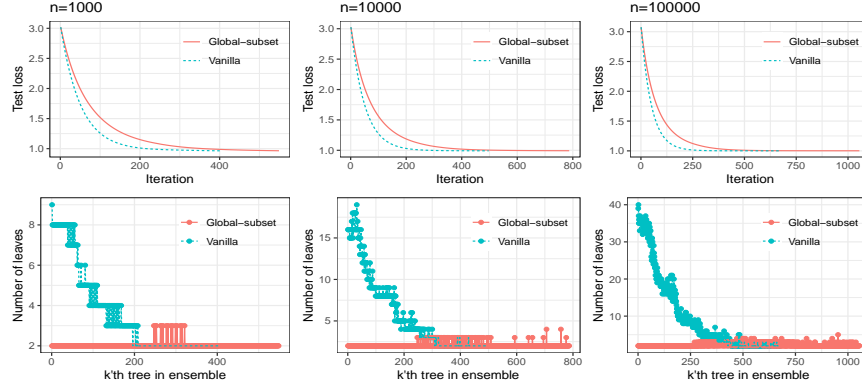 n=1000
n=10000
n=100000
Test loss
3.0
2.5
2.0
1.5
1.0
Global−subset
Vanilla
0
200
400
Iteration
Test loss
3.0
2.5
2.0
1.5
1.0
Global−subset
Vanilla
0
200
400
600
800
Iteration
Test loss
3.0
2.5
2.0
1.5
1.0
Global−subset
Vanilla
0
250
500
750
1000
Iteration
Number of leaves
8
6
4
2
Global−subset
Vanilla
0
200
400
k'th tree in ensemble
Number of leaves
15
10
5
Global−subset
Vanilla
0
200
400
600
800
k'th tree in ensemble
Number of leaves
40
30
20
10
Global−subset
Vanilla
0
250
500
750
1000
k'th tree in ensemble